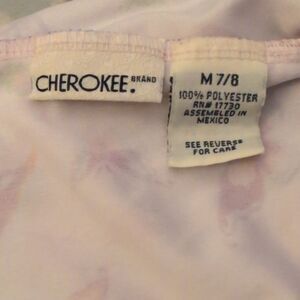 CHEROKEE. BRAND
M 7/8
100% POLYESTER
RN# 17730
ASSEMBLED IN
MEXICO
SEE REVERSE
FOR CARE